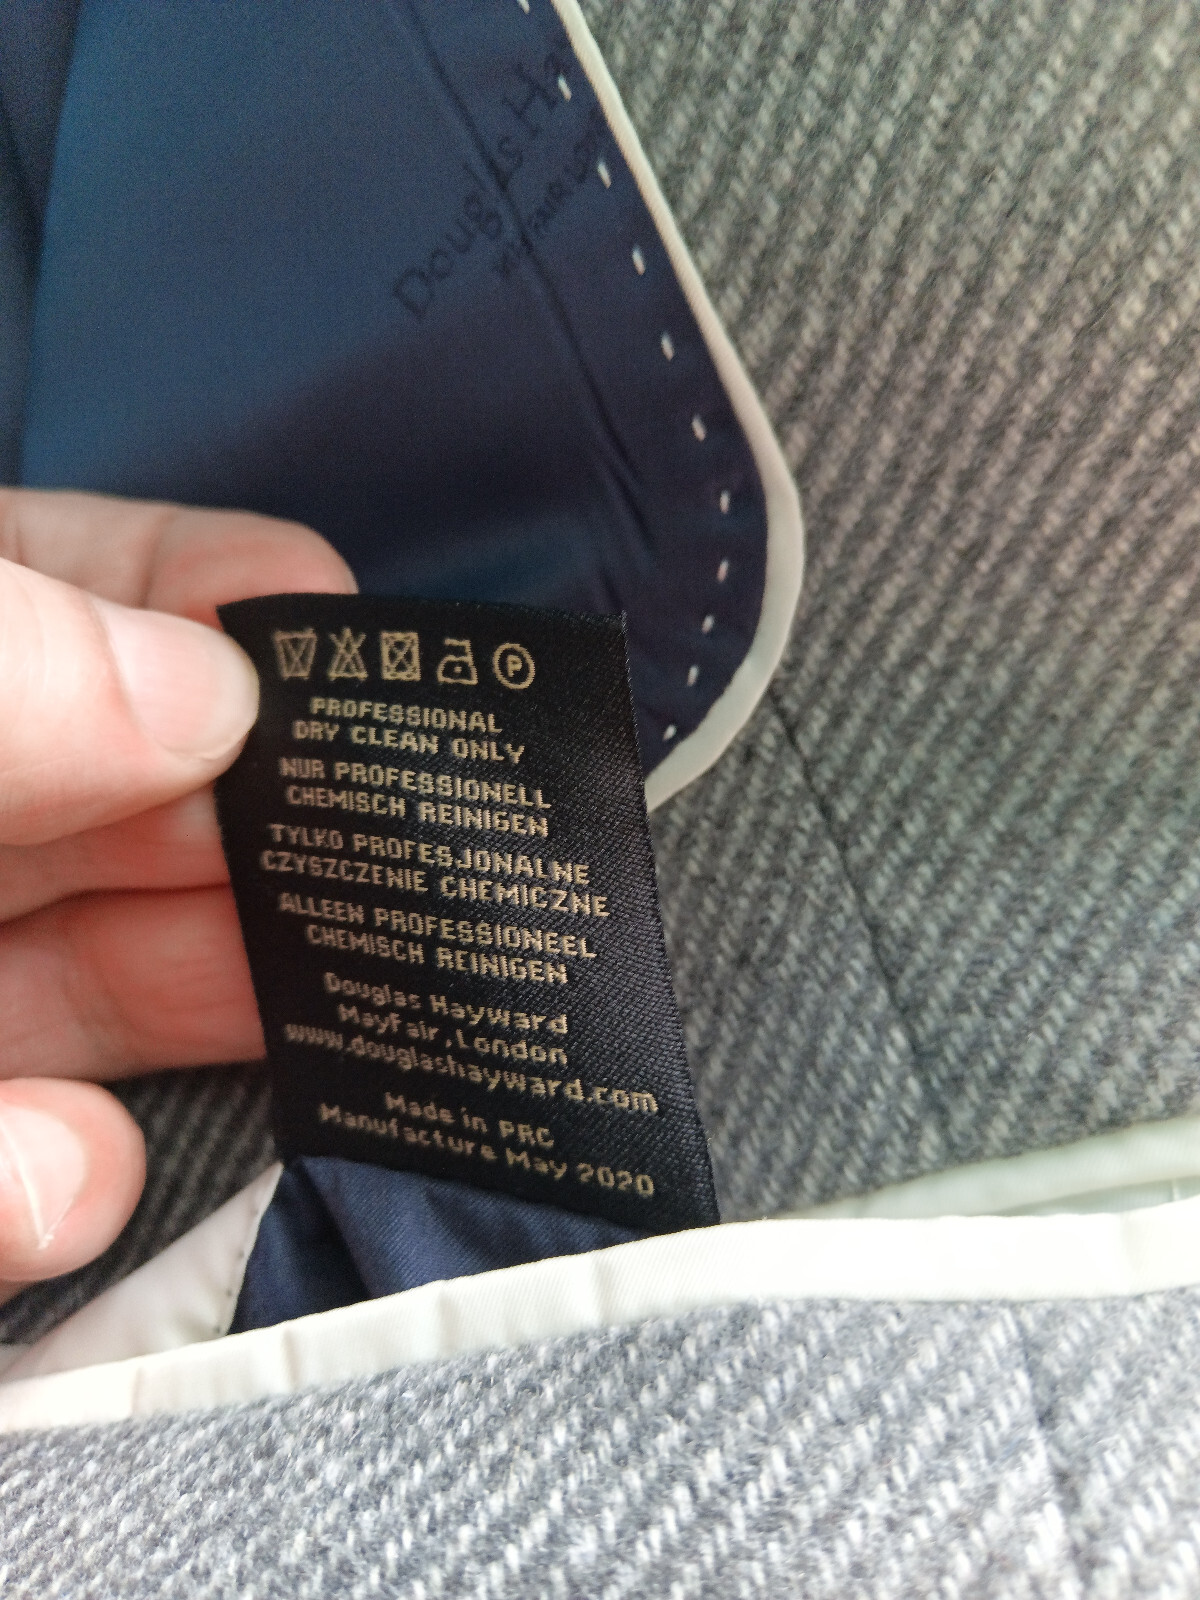 Douglas
PROFESSIONAL
DRY CLEAN ONLY
NUR PROFESSIONELL
CHEMISCH REINIGEN
TYLKO PROFESJONALNE
CZYSZCZENIE CHEMICZNE
ALLEEN PROFESSIONEEL
CHEMISCH REINIGEN
Douglas Hayward
Mayfair, London
www.douglashayward.com
Made in PRC
Manufacture May 2020